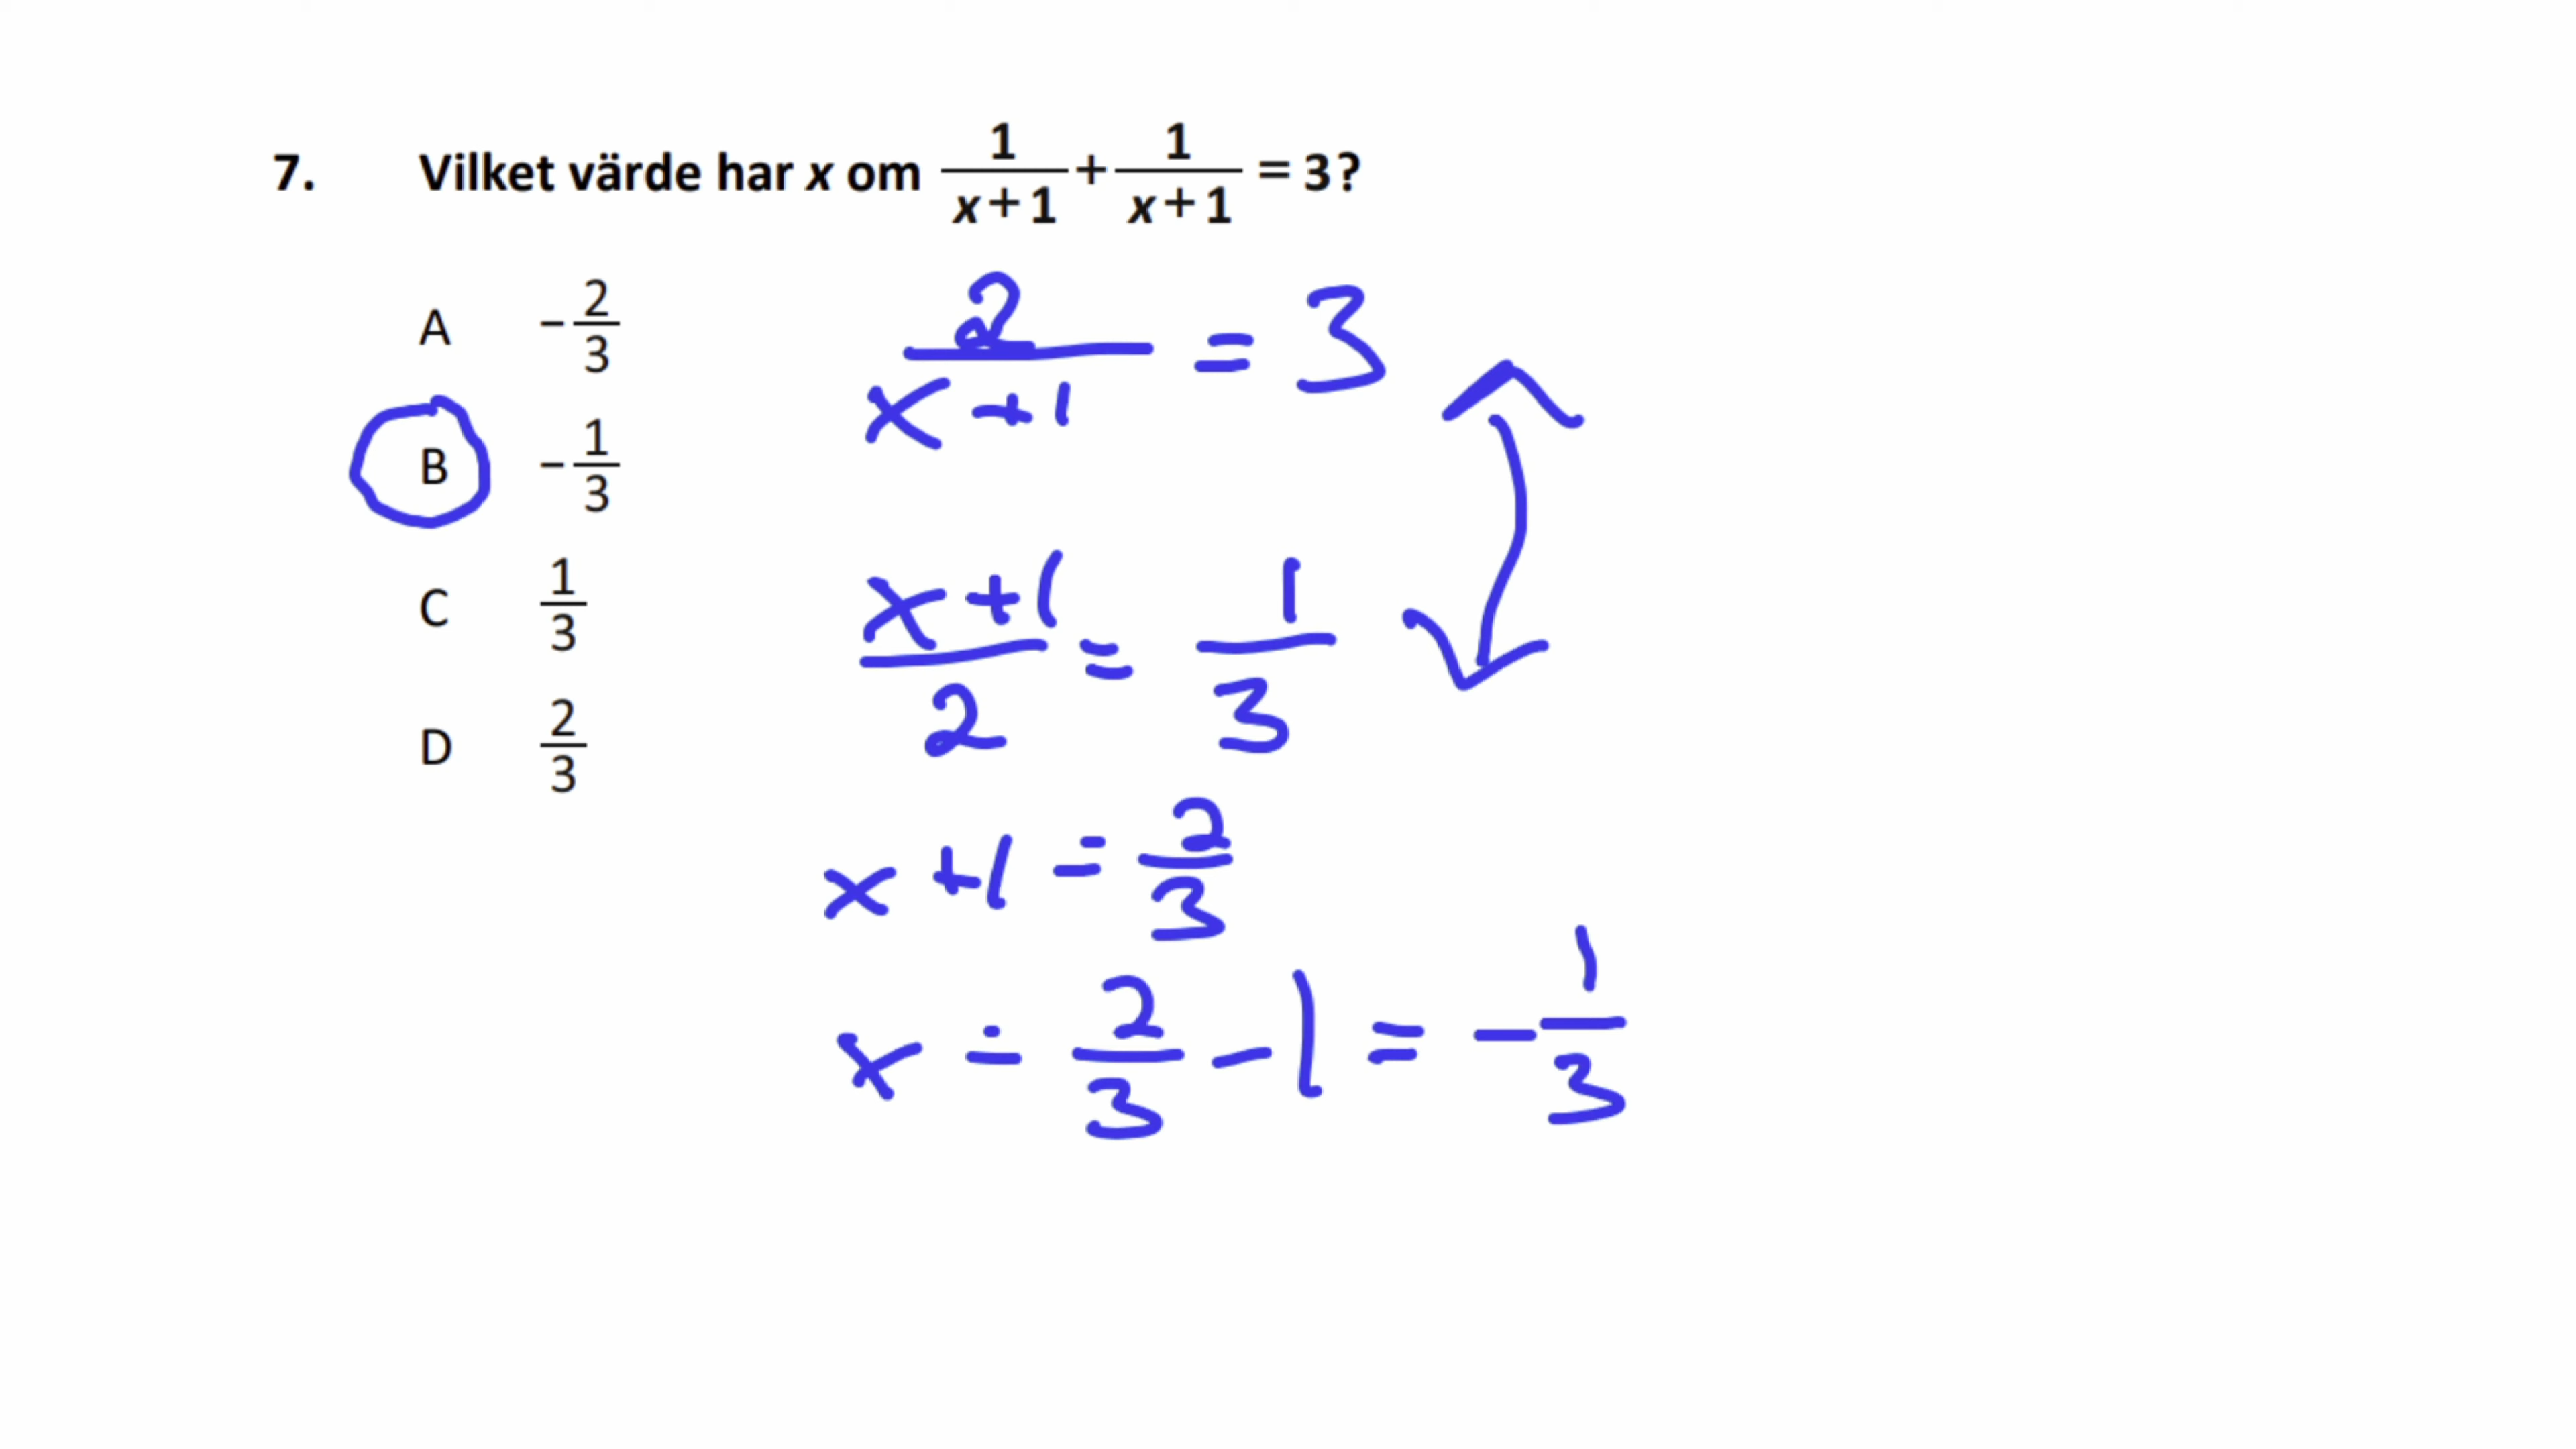 7. Vilket värde har x om 1/(x+1) + 1/(x+1) = 3?
A -2/3
B -1/3
C 1/3
D 2/3
2/(x+1) = 3
(x+1)/2 = 1/3
x+1 = 2/3
x = 2/3 - 1 = -1/3